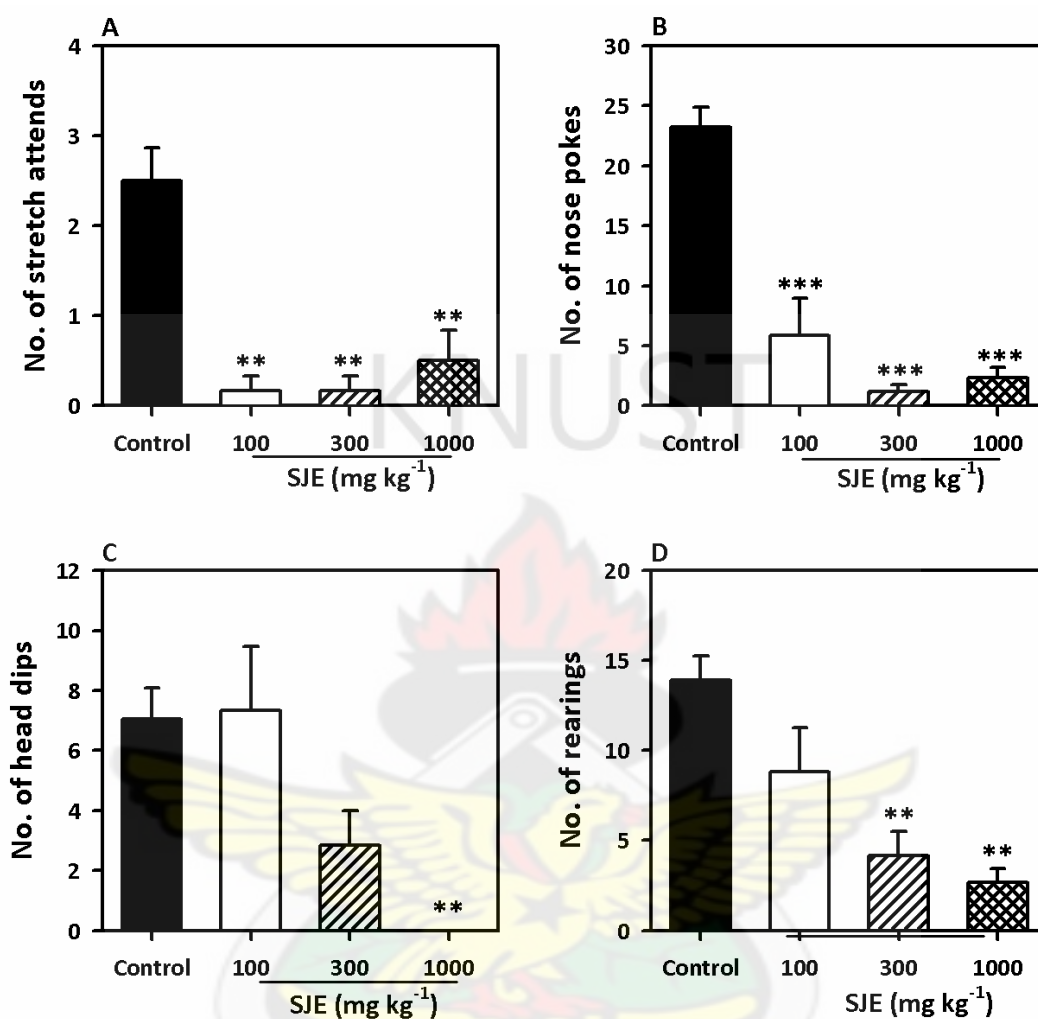 A
No. of stretch attends
4
3
2
1
0
**
**
**
Control 100 300 1000
SJE (mg kg⁻¹)
B
No. of nose pokes
30
25
20
15
10
5
0
***
***
***
Control 100 300 1000
SJE (mg kg⁻¹)
KNUST
C
No. of head dips
12
10
8
6
4
2
0
**
Control 100 300 1000
SJE (mg kg⁻¹)
D
No. of rearings
20
15
10
5
0
**
**
Control 100 300 1000
SJE (mg kg⁻¹)